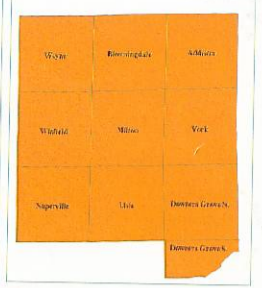 Wayne
Bloomingdale
Addison
Winfield
Milton
York
Naperville
Lisle
Downers Grove N.
Downers Grove S.